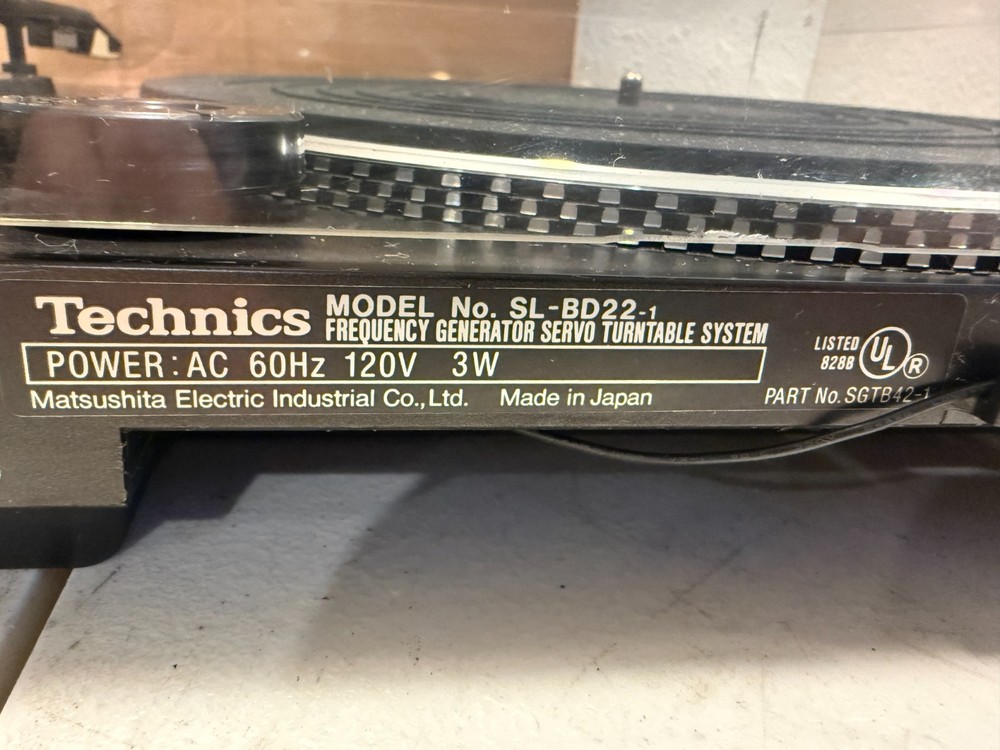 Technics MODEL No. SL-BD22-1
FREQUENCY GENERATOR SERVO TURNTABLE SYSTEM
POWER: AC 60Hz 120V 3W
Matsushita Electric Industrial Co., Ltd. Made in Japan
LISTED
828B
UL
R
PART No. SGTB42-1